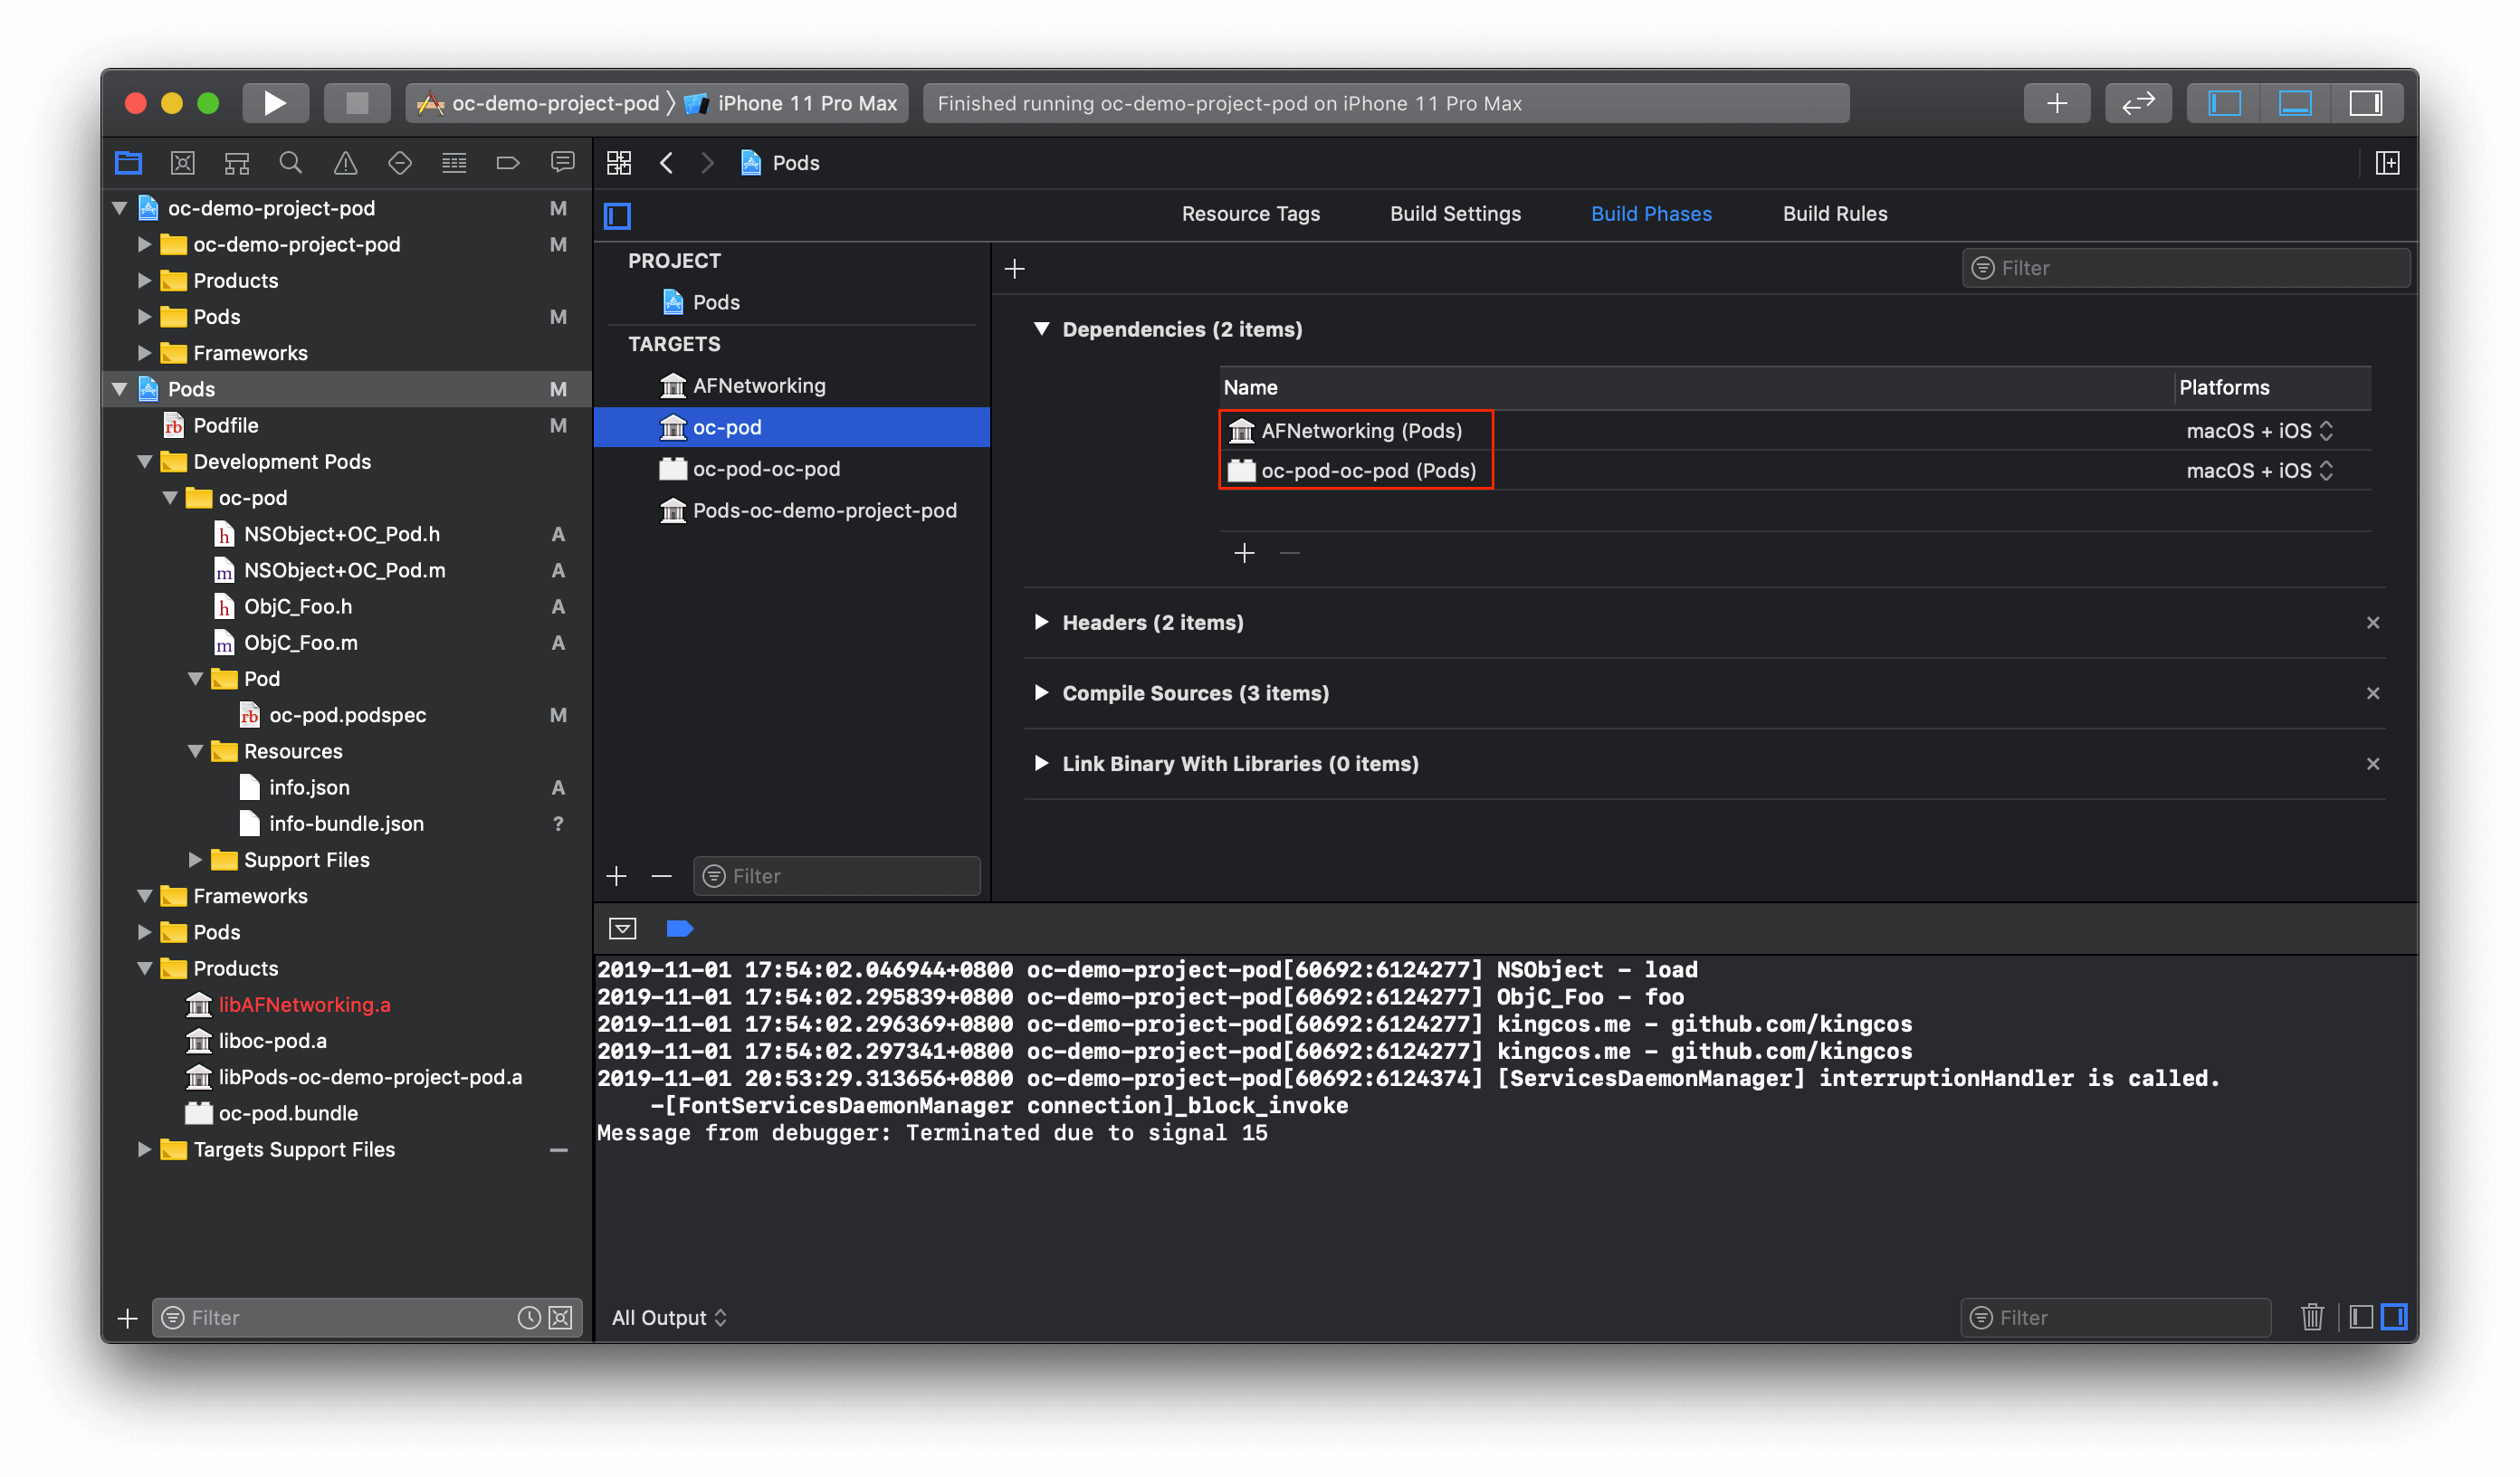 oc-demo-project-pod 〉 iPhone 11 Pro Max
Finished running oc-demo-project-pod on iPhone 11 Pro Max
Pods
Resource Tags Build Settings Build Phases Build Rules
oc-demo-project-pod M
oc-demo-project-pod M
Products
Pods M
Frameworks
Pods M
rb Podfile M
Development Pods
oc-pod
h NSObject+OC_Pod.h A
m NSObject+OC_Pod.m A
h ObjC_Foo.h A
m ObjC_Foo.m A
Pod
rb oc-pod.podspec M
Resources
info.json A
info-bundle.json ?
Support Files
Frameworks
Pods
Products
libAFNetworking.a
liboc-pod.a
libPods-oc-demo-project-pod.a
oc-pod.bundle
Targets Support Files
Filter
PROJECT
Pods
TARGETS
AFNetworking
oc-pod
oc-pod-oc-pod
Pods-oc-demo-project-pod
Filter
Filter
Dependencies (2 items)
Name Platforms
AFNetworking (Pods) macOS + iOS
oc-pod-oc-pod (Pods) macOS + iOS
Headers (2 items)
Compile Sources (3 items)
Link Binary With Libraries (0 items)
2019-11-01 17:54:02.046944+0800 oc-demo-project-pod[60692:6124277] NSObject - load
2019-11-01 17:54:02.295839+0800 oc-demo-project-pod[60692:6124277] ObjC_Foo - foo
2019-11-01 17:54:02.296369+0800 oc-demo-project-pod[60692:6124277] kingcos.me - github.com/kingcos
2019-11-01 17:54:02.297341+0800 oc-demo-project-pod[60692:6124277] kingcos.me - github.com/kingcos
2019-11-01 20:53:29.313656+0800 oc-demo-project-pod[60692:6124374] [ServicesDaemonManager] interruptionHandler is called.
-[FontServicesDaemonManager connection]_block_invoke
Message from debugger: Terminated due to signal 15
All Output
Filter